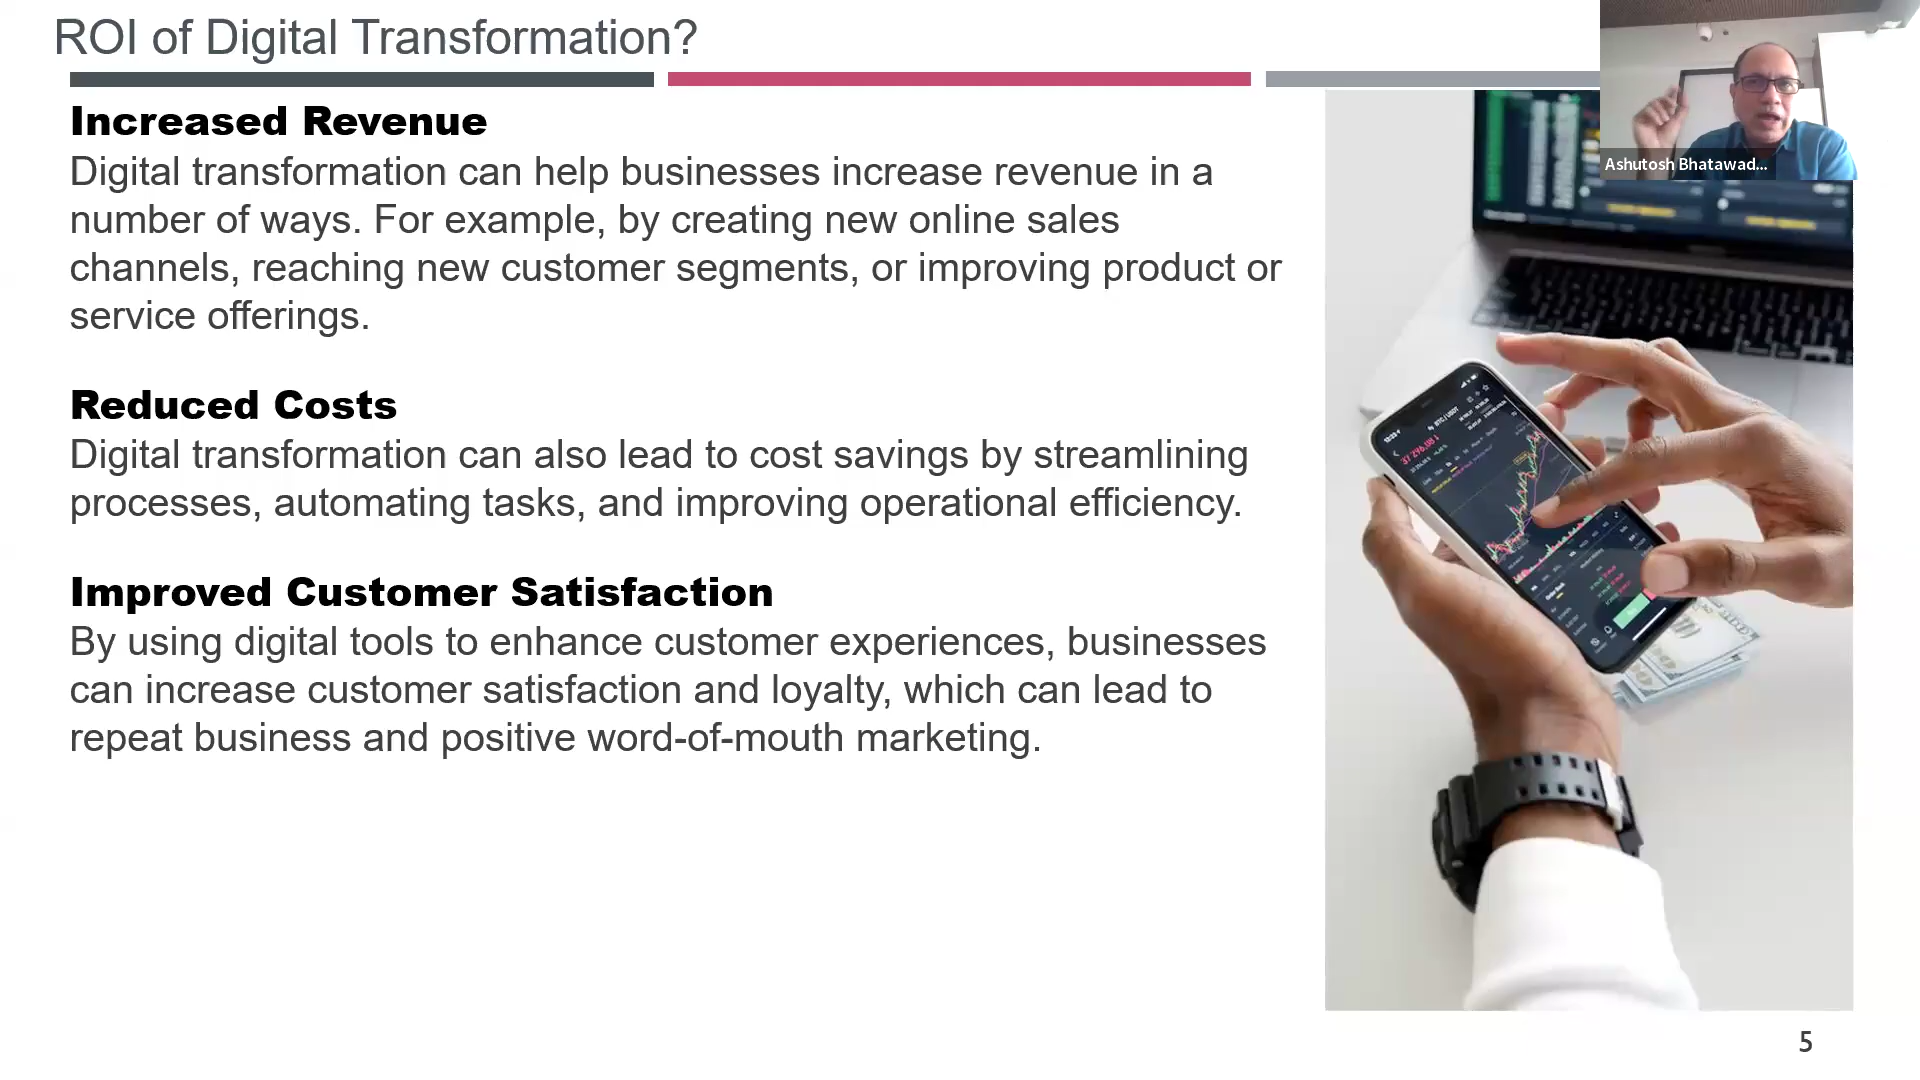 ROI of Digital Transformation?
Ashutosh Bhatawad...
Increased Revenue
Digital transformation can help businesses increase revenue in a
number of ways. For example, by creating new online sales
channels, reaching new customer segments, or improving product or
service offerings.
Reduced Costs
Digital transformation can also lead to cost savings by streamlining
processes, automating tasks, and improving operational efficiency.
Improved Customer Satisfaction
By using digital tools to enhance customer experiences, businesses
can increase customer satisfaction and loyalty, which can lead to
repeat business and positive word-of-mouth marketing.
5